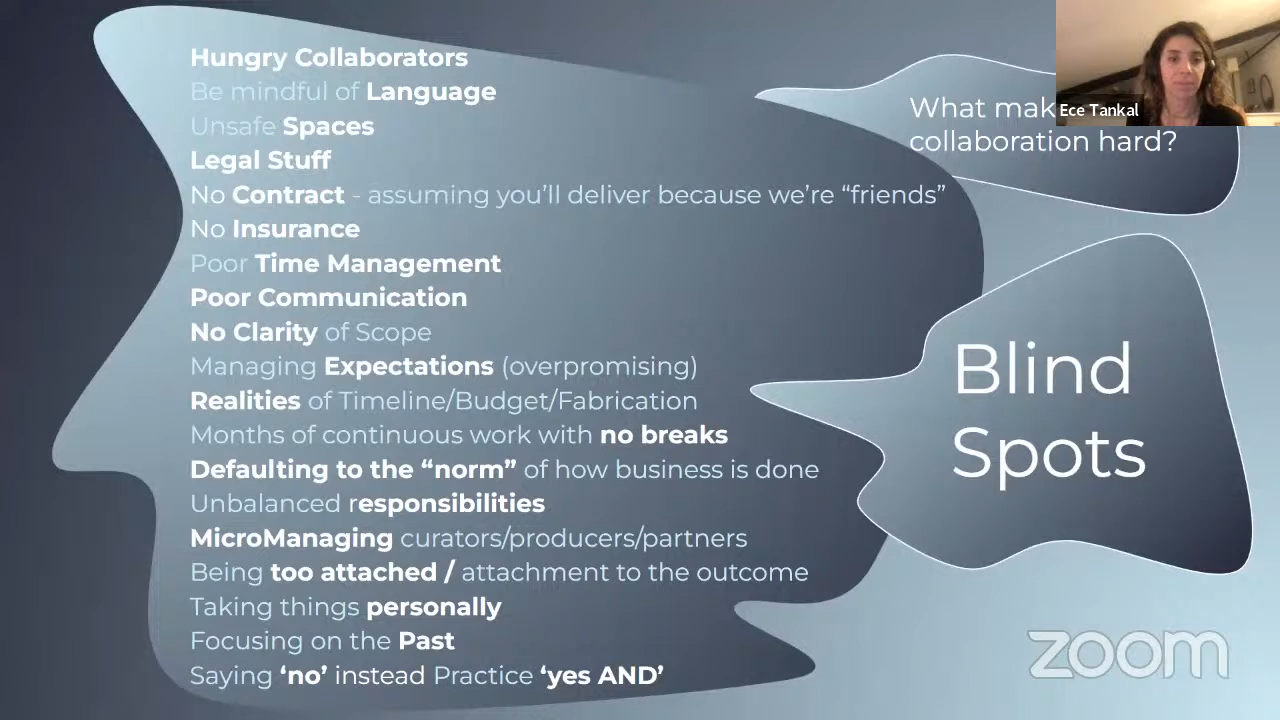 Hungry Collaborators
Be mindful of Language
Unsafe Spaces
Legal Stuff
No Contract - assuming you’ll deliver because we’re “friends”
No Insurance
Poor Time Management
Poor Communication
No Clarity of Scope
Managing Expectations (overpromising)
Realities of Timeline/Budget/Fabrication
Months of continuous work with no breaks
Defaulting to the “norm” of how business is done
Unbalanced responsibilities
MicroManaging curators/producers/partners
Being too attached / attachment to the outcome
Taking things personally
Focusing on the Past
Saying ‘no’ instead Practice ‘yes AND’
What mak
collaboration hard?
Ece Tankal
Blind
Spots
zoom